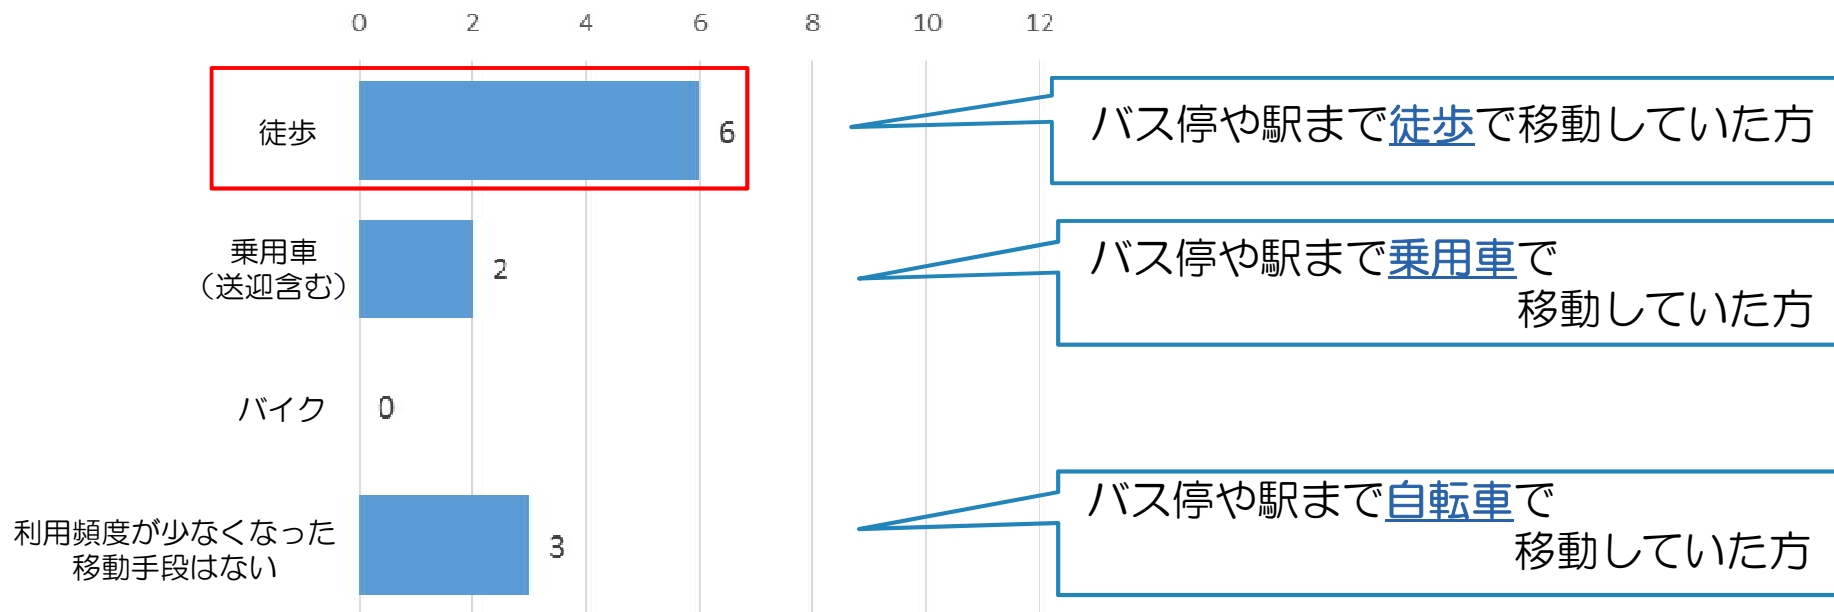 0 2 4 6 8 10 12
徒歩
6
バス停や駅まで徒歩で移動していた方
乗用車
（送迎含む）
2
バス停や駅まで乗用車で
移動していた方
バイク
0
利用頻度が少なくなった
移動手段はない
3
バス停や駅まで自転車で
移動していた方